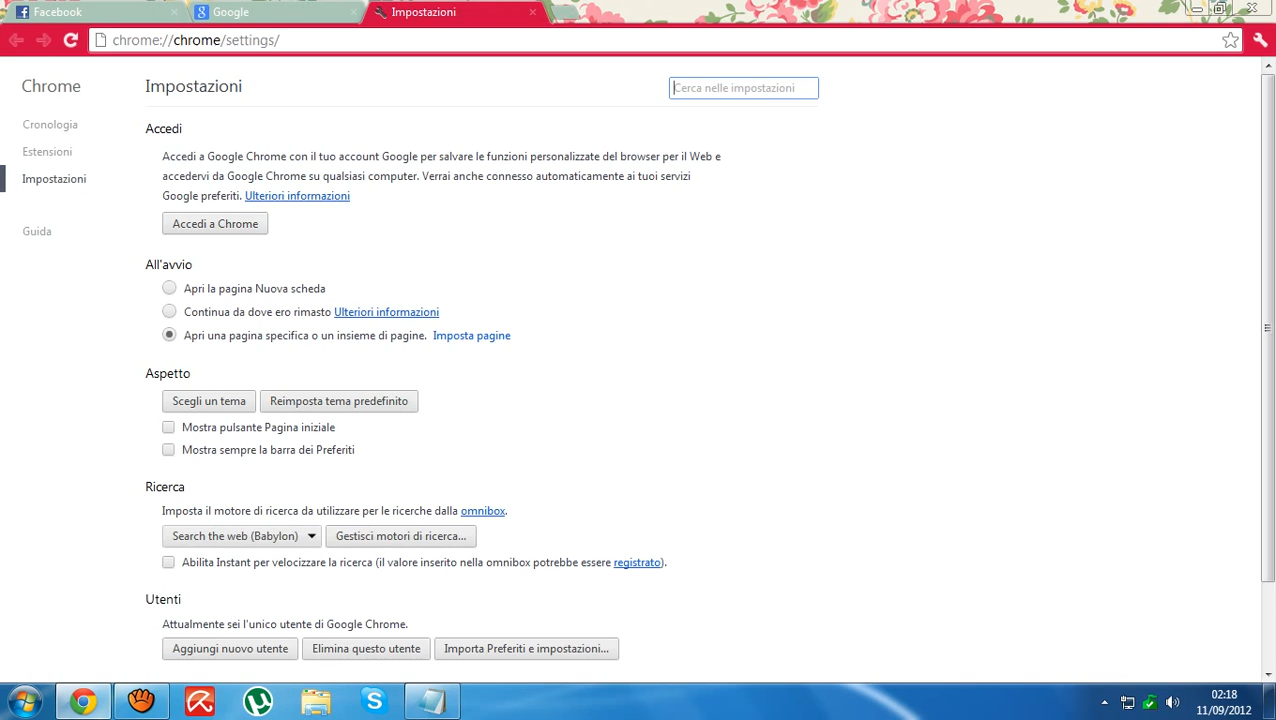 Facebook
Google
Impostazioni
chrome://chrome/settings/
Chrome
Impostazioni
Cerca nelle impostazioni
Cronologia
Estensioni
Impostazioni
Guida
Accedi
Accedi a Google Chrome con il tuo account Google per salvare le funzioni personalizzate del browser per il Web e
accedervi da Google Chrome su qualsiasi computer. Verrai anche connesso automaticamente ai tuoi servizi
Google preferiti. Ulteriori informazioni
Accedi a Chrome
All'avvio
Apri la pagina Nuova scheda
Continua da dove ero rimasto Ulteriori informazioni
Apri una pagina specifica o un insieme di pagine. Imposta pagine
Aspetto
Scegli un tema
Reimposta tema predefinito
Mostra pulsante Pagina iniziale
Mostra sempre la barra dei Preferiti
Ricerca
Imposta il motore di ricerca da utilizzare per le ricerche dalla omnibox.
Search the web (Babylon)
Gestisci motori di ricerca...
Abilita Instant per velocizzare la ricerca (il valore inserito nella omnibox potrebbe essere registrato).
Utenti
Attualmente sei l'unico utente di Google Chrome.
Aggiungi nuovo utente
Elimina questo utente
Importa Preferiti e impostazioni...
02:18
11/09/2012